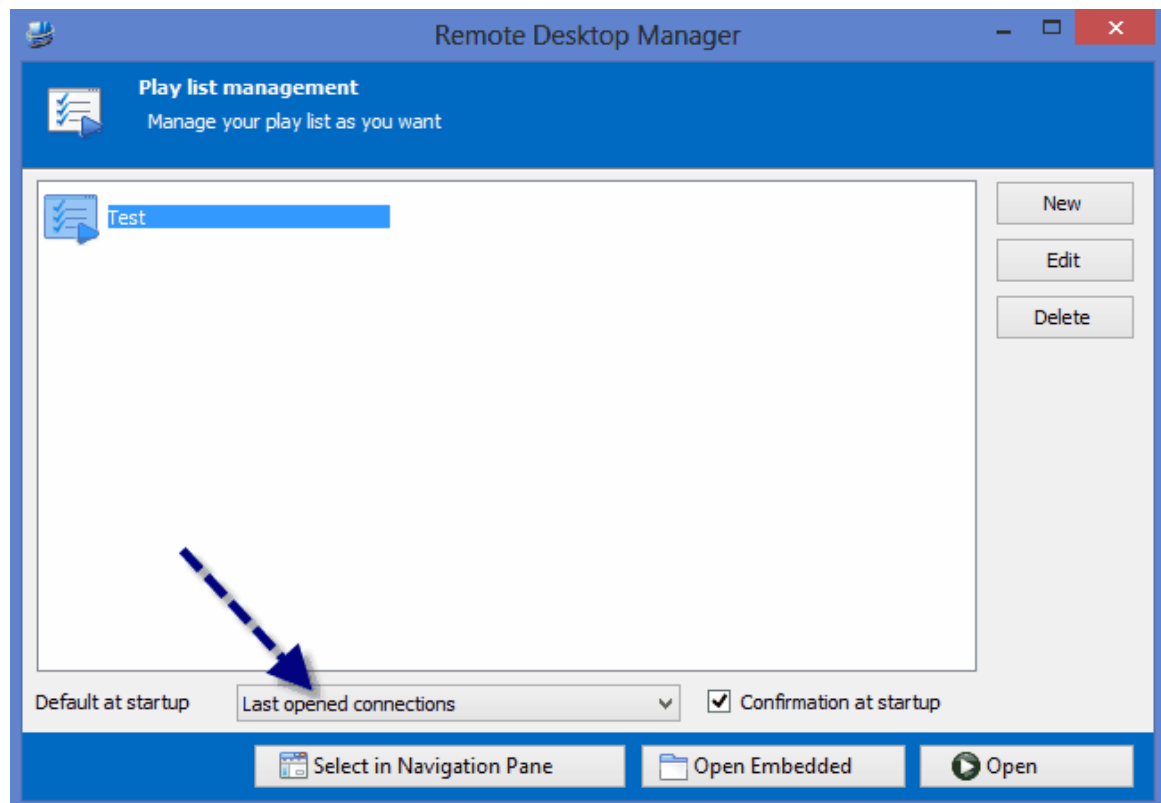 Remote Desktop Manager
Play list management
Manage your play list as you want
Test
New
Edit
Delete
Default at startup
Last opened connections
Confirmation at startup
Select in Navigation Pane
Open Embedded
Open